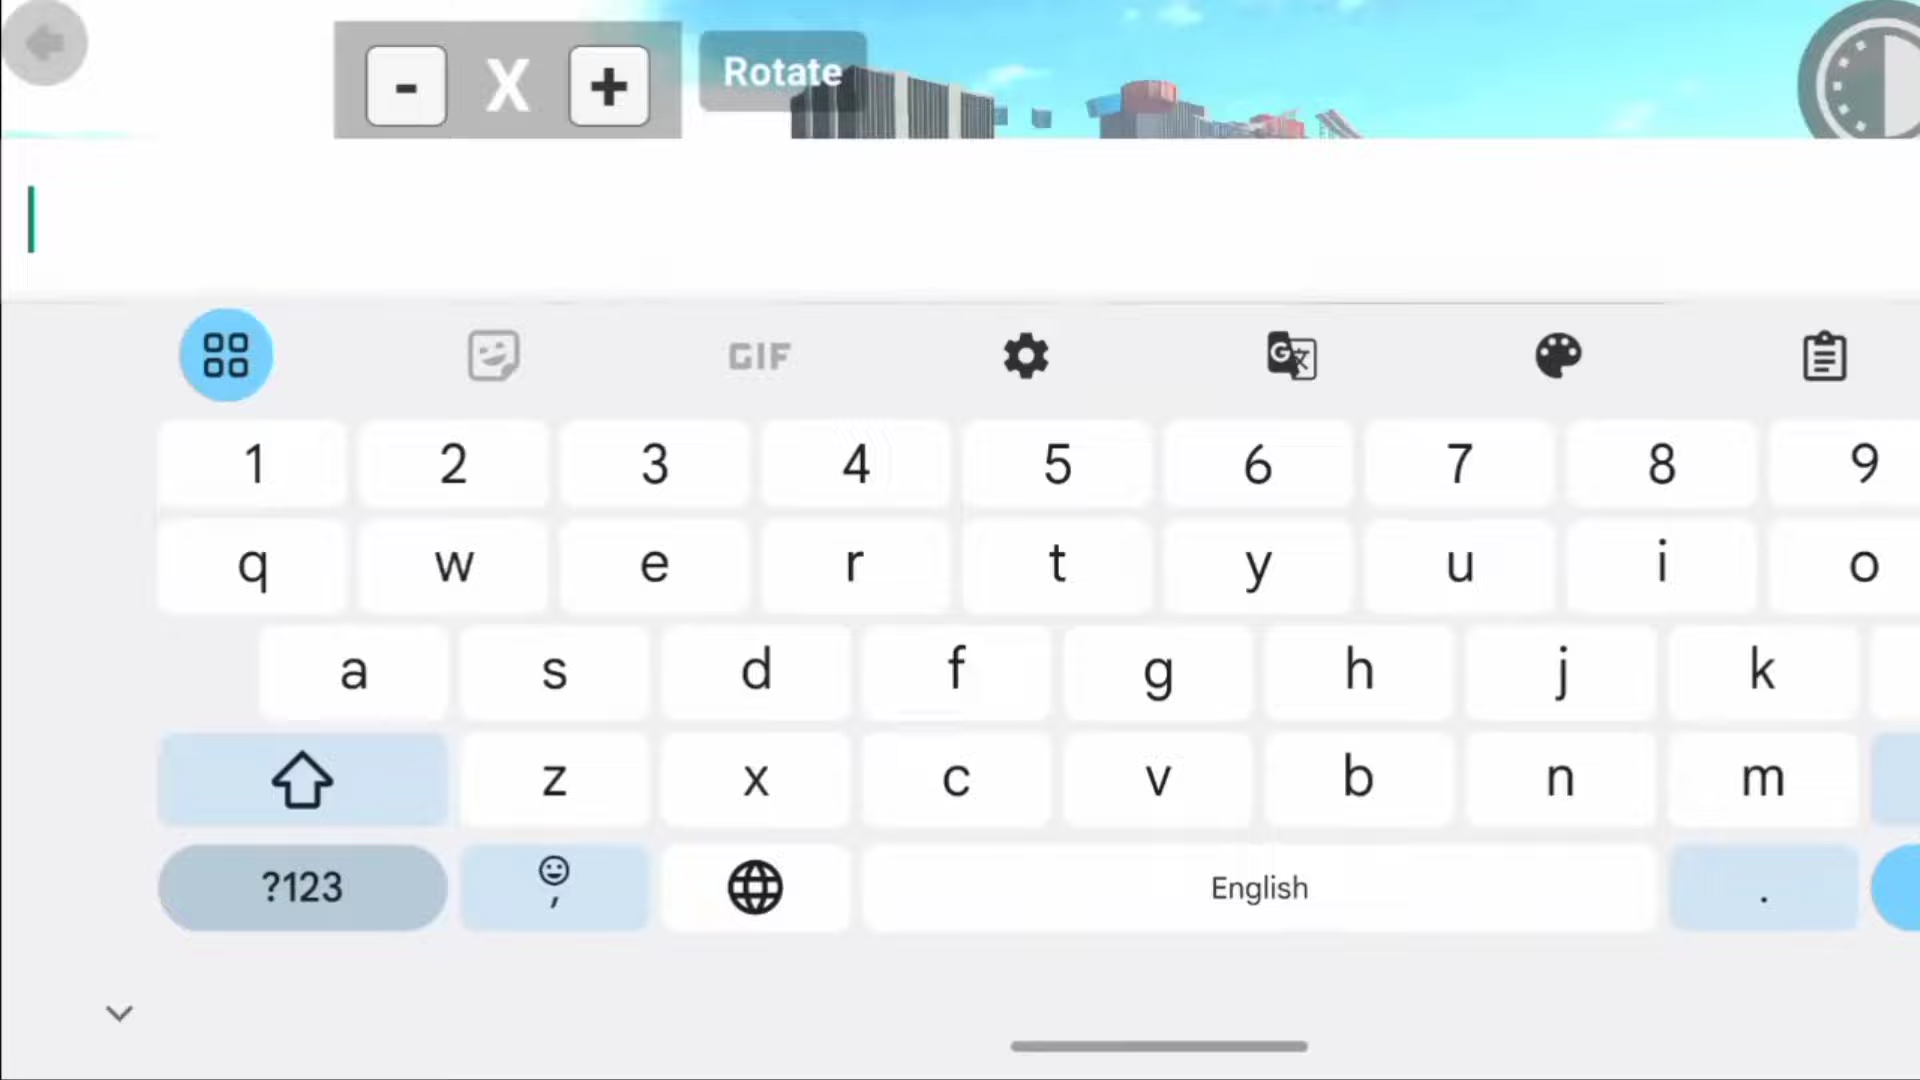 - X +
Rotate
GIF
1 2 3 4 5 6 7 8 9
q w e r t y u i o
a s d f g h j k
z x c v b n m
?123 , English .